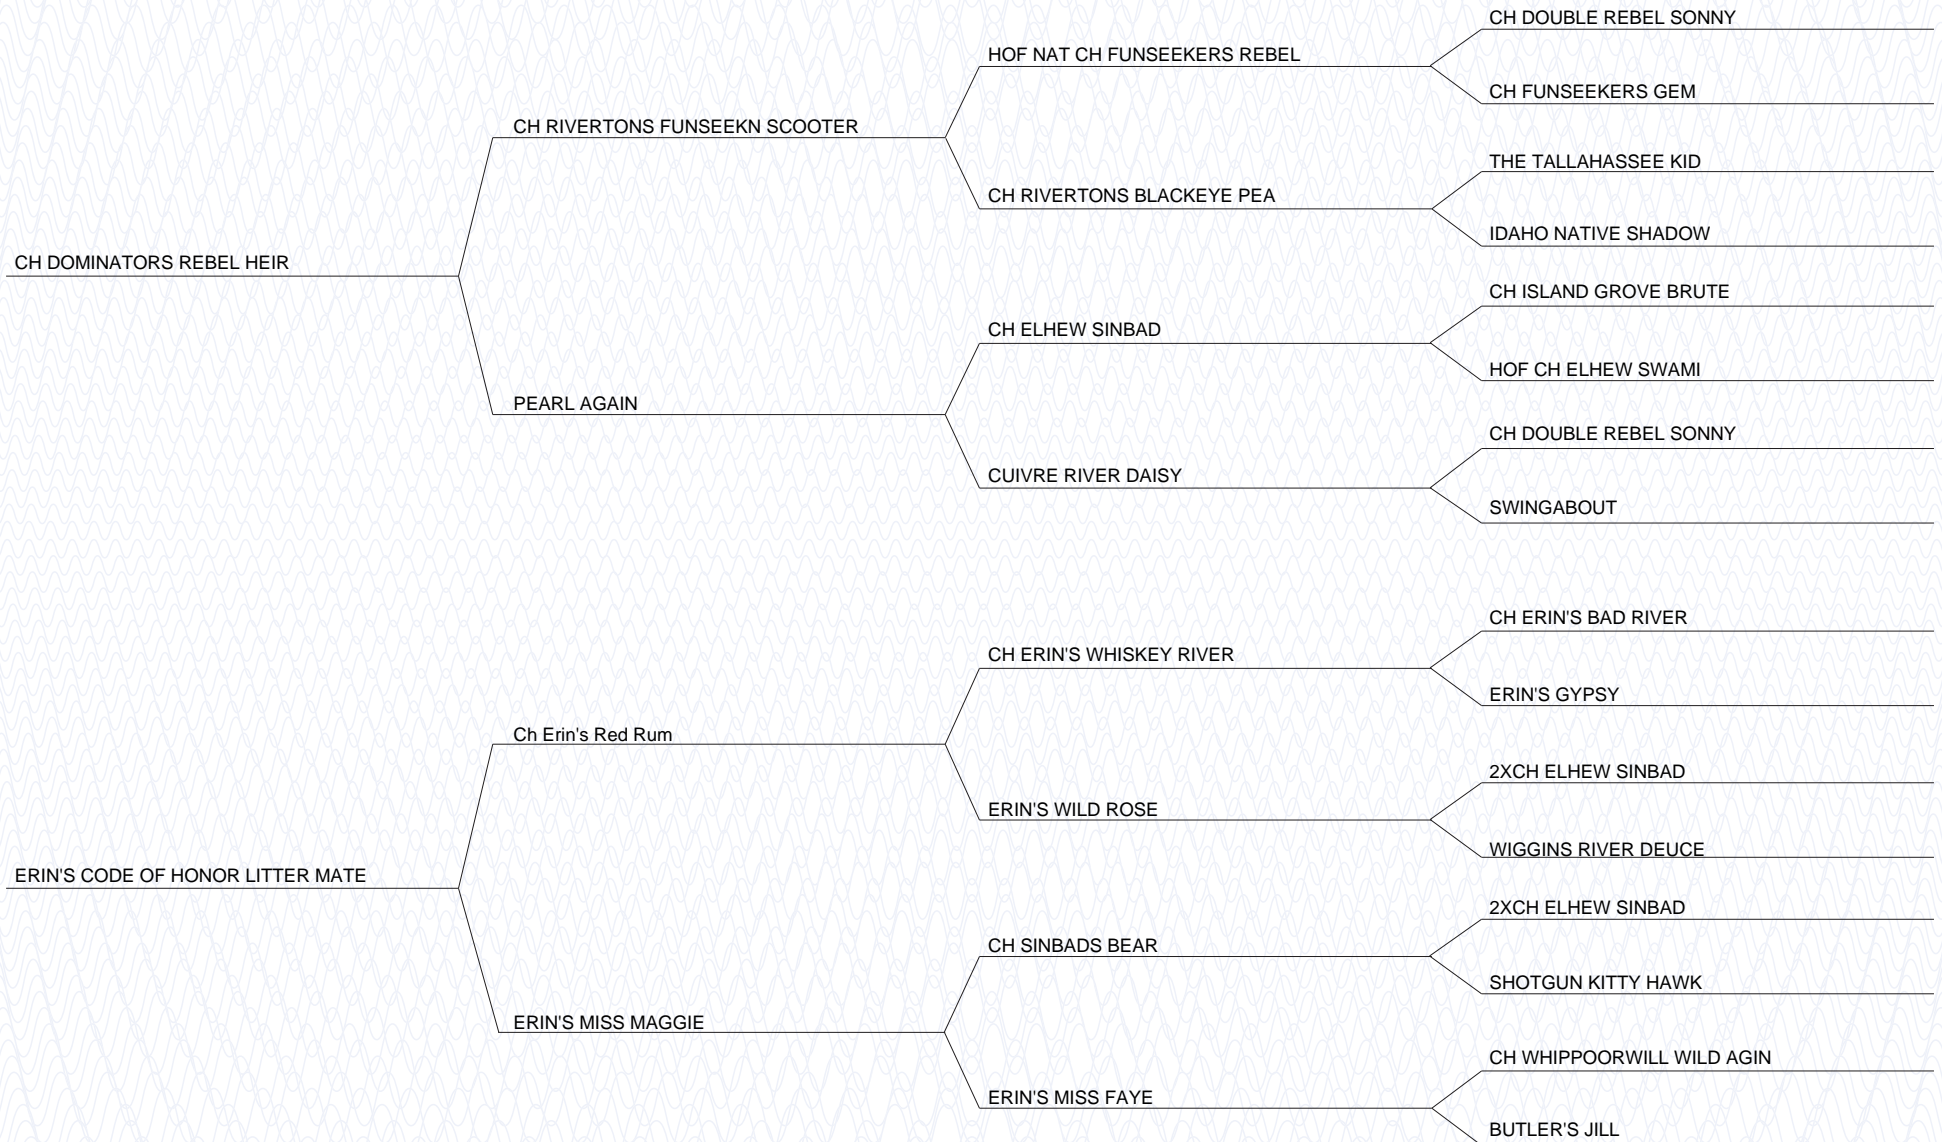 CH DOUBLE REBEL SONNY
HOF NAT CH FUNSEEKERS REBEL
CH FUNSEEKERS GEM
CH RIVERTONS FUNSEEKN SCOOTER
THE TALLAHASSEE KID
CH RIVERTONS BLACKEYE PEA
IDAHO NATIVE SHADOW
CH DOMINATORS REBEL HEIR
CH ISLAND GROVE BRUTE
CH ELHEW SINBAD
HOF CH ELHEW SWAMI
PEARL AGAIN
CH DOUBLE REBEL SONNY
CUIVRE RIVER DAISY
SWINGABOUT
CH ERIN'S BAD RIVER
CH ERIN'S WHISKEY RIVER
ERIN'S GYPSY
Ch Erin's Red Rum
2XCH ELHEW SINBAD
ERIN'S WILD ROSE
WIGGINS RIVER DEUCE
ERIN'S CODE OF HONOR LITTER MATE
2XCH ELHEW SINBAD
CH SINBADS BEAR
SHOTGUN KITTY HAWK
ERIN'S MISS MAGGIE
CH WHIPPOORWILL WILD AGIN
ERIN'S MISS FAYE
BUTLER'S JILL